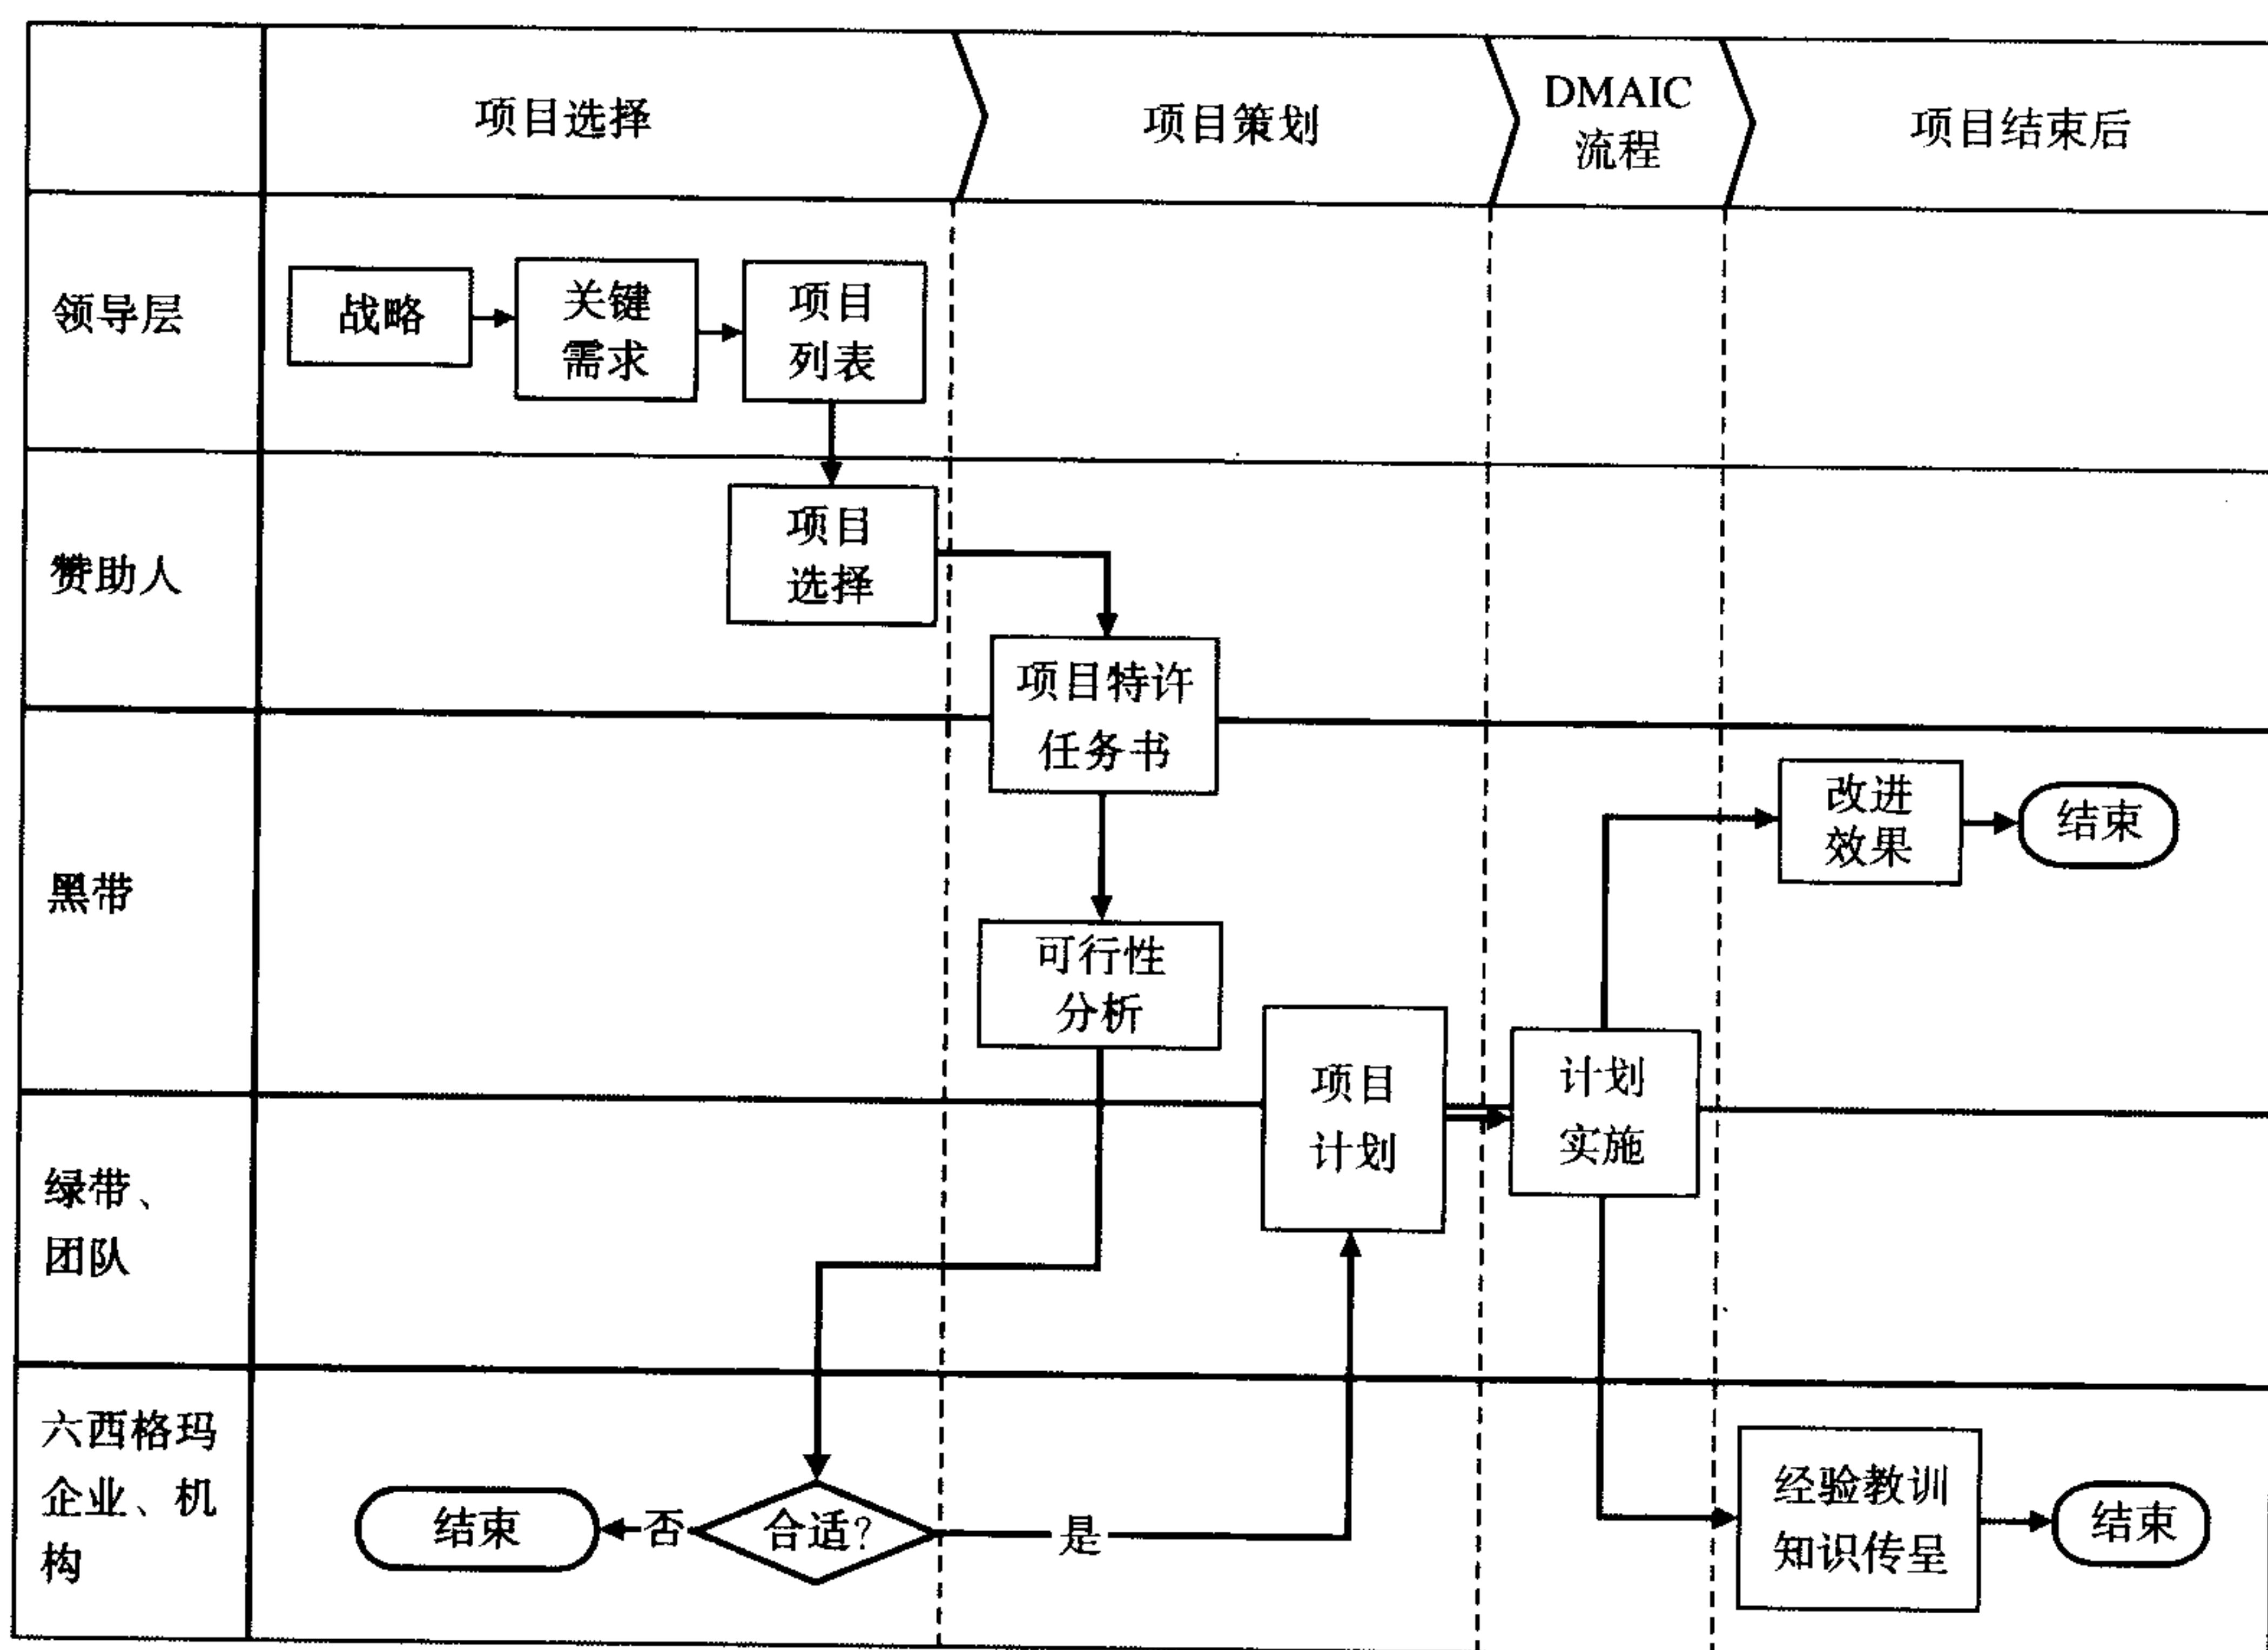 项目选择
项目策划
DMAIC
流程
项目结束后
领导层
战略
关键
需求
项目
列表
赞助人
项目
选择
项目特许
任务书
黑带
改进
效果
结束
可行性
分析
项目
计划
计划
实施
绿带、
团队
六西格玛
企业、机
构
结束
否
合适?
是
经验教训
知识传呈
结束